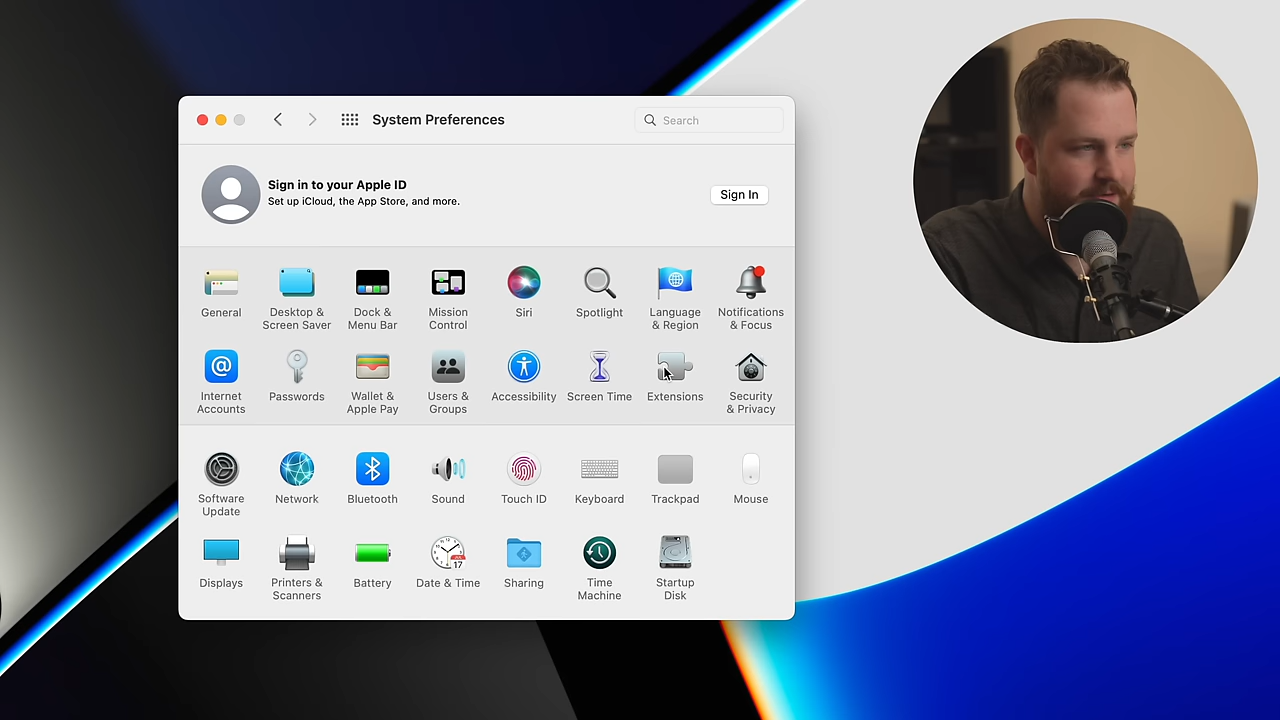 System Preferences
Search
Sign in to your Apple ID
Set up iCloud, the App Store, and more.
Sign In
General
Desktop &
Screen Saver
Dock &
Menu Bar
Mission
Control
Siri
Spotlight
Language
& Region
Notifications
& Focus
@
Internet
Accounts
Passwords
Wallet &
Apple Pay
Users &
Groups
Accessibility
Screen Time
Extensions
Security
& Privacy
Software
Update
Network
Bluetooth
Sound
Touch ID
Keyboard
Trackpad
Mouse
Displays
Printers &
Scanners
Battery
17
Date & Time
Sharing
Time
Machine
Startup
Disk